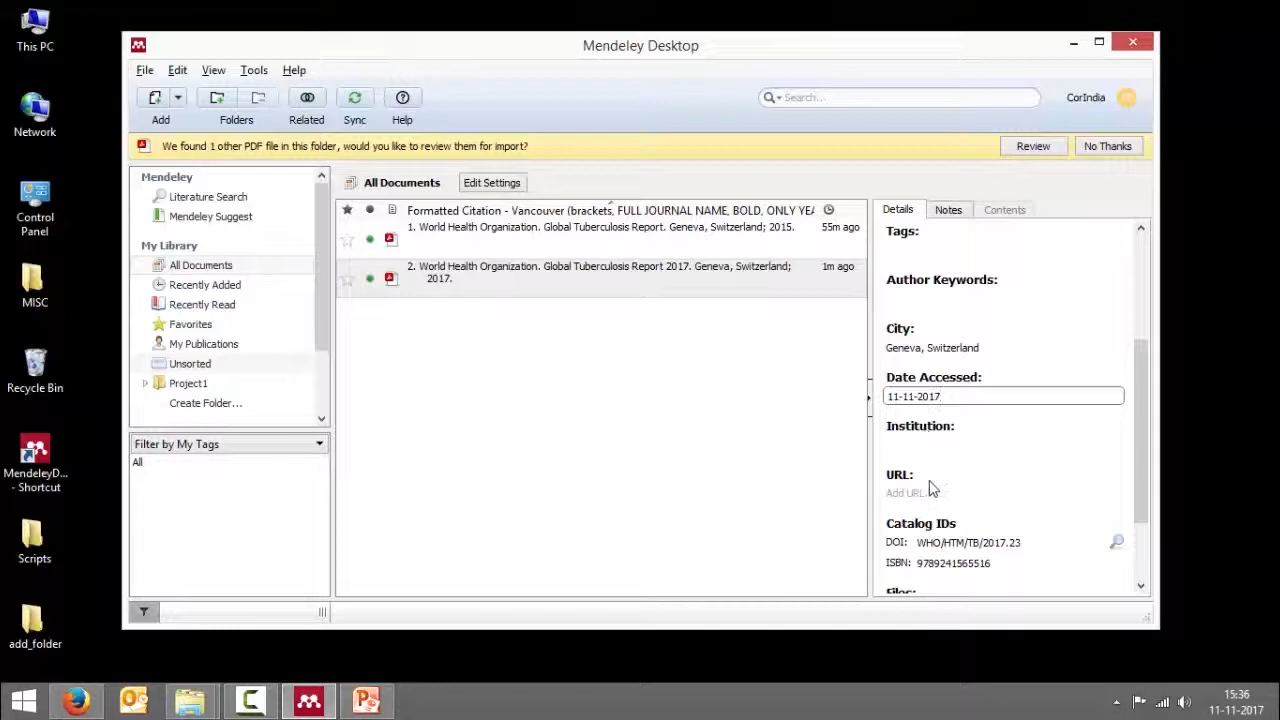 This PC
Network
Control
Panel
MISC
Recycle Bin
MendeleyD...
- Shortcut
Scripts
add_folder
Mendeley Desktop
File Edit View Tools Help
Add Folders Related Sync Help
Search...
CorIndia
We found 1 other PDF file in this folder, would you like to review them for import?
Review
No Thanks
Mendeley
Literature Search
Mendeley Suggest
My Library
All Documents
Recently Added
Recently Read
Favorites
My Publications
Unsorted
Project1
Create Folder...
Filter by My Tags
All
All Documents
Edit Settings
Formatted Citation - Vancouver (brackets, FULL JOURNAL NAME, BOLD, ONLY YEA
1. World Health Organization. Global Tuberculosis Report. Geneva, Switzerland; 2015.
55m ago
2. World Health Organization. Global Tuberculosis Report 2017. Geneva, Switzerland;
2017.
1m ago
Details Notes Contents
Tags:
Author Keywords:
City:
Geneva, Switzerland
Date Accessed:
11-11-2017
Institution:
URL:
Add URL...
Catalog IDs
DOI: WHO/HTM/TB/2017.23
ISBN: 9789241565516
Files:
15:36
11-11-2017